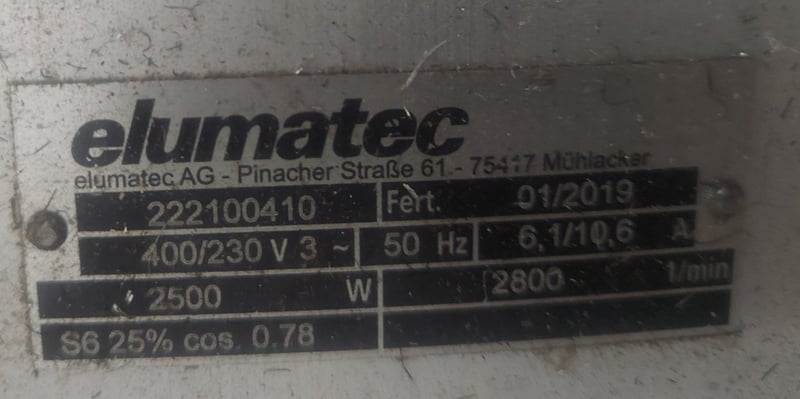 elumatec
elumatec AG - Pinacher Straße 61 - 75417 Mühlacker
222100410 Fert. 01/2019
400/230 V 3 ~ 50 Hz 6,1/10,6 A
2500 W 2800 1/min
S6 25% cos. 0.78